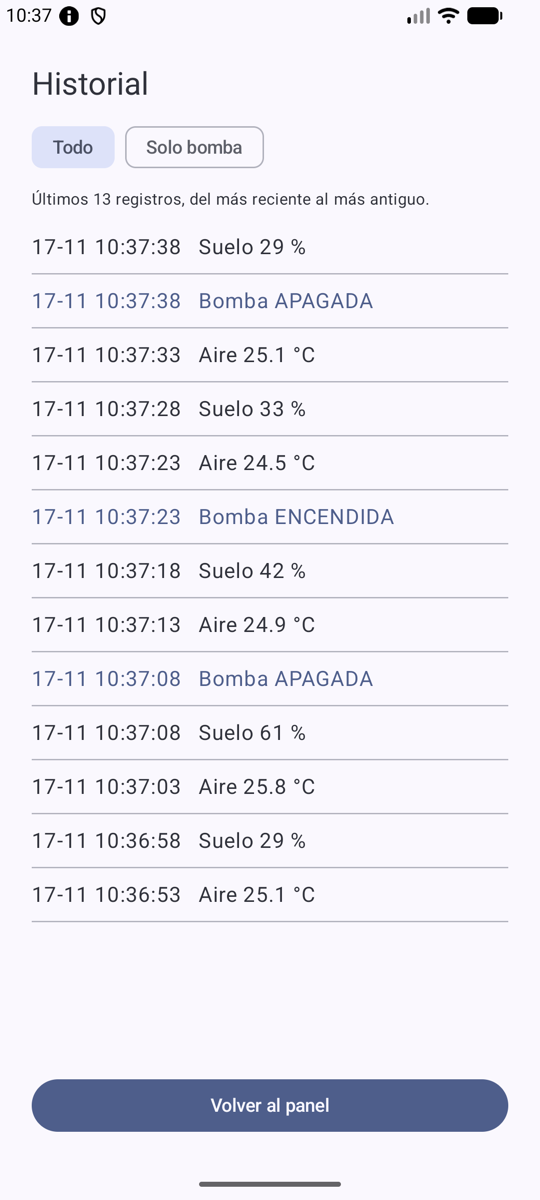 10:37
Historial
Todo
Solo bomba
Últimos 13 registros, del más reciente al más antiguo.
17-11 10:37:38 Suelo 29 %
17-11 10:37:38 Bomba APAGADA
17-11 10:37:33 Aire 25.1 °C
17-11 10:37:28 Suelo 33 %
17-11 10:37:23 Aire 24.5 °C
17-11 10:37:23 Bomba ENCENDIDA
17-11 10:37:18 Suelo 42 %
17-11 10:37:13 Aire 24.9 °C
17-11 10:37:08 Bomba APAGADA
17-11 10:37:08 Suelo 61 %
17-11 10:37:03 Aire 25.8 °C
17-11 10:36:58 Suelo 29 %
17-11 10:36:53 Aire 25.1 °C
Volver al panel